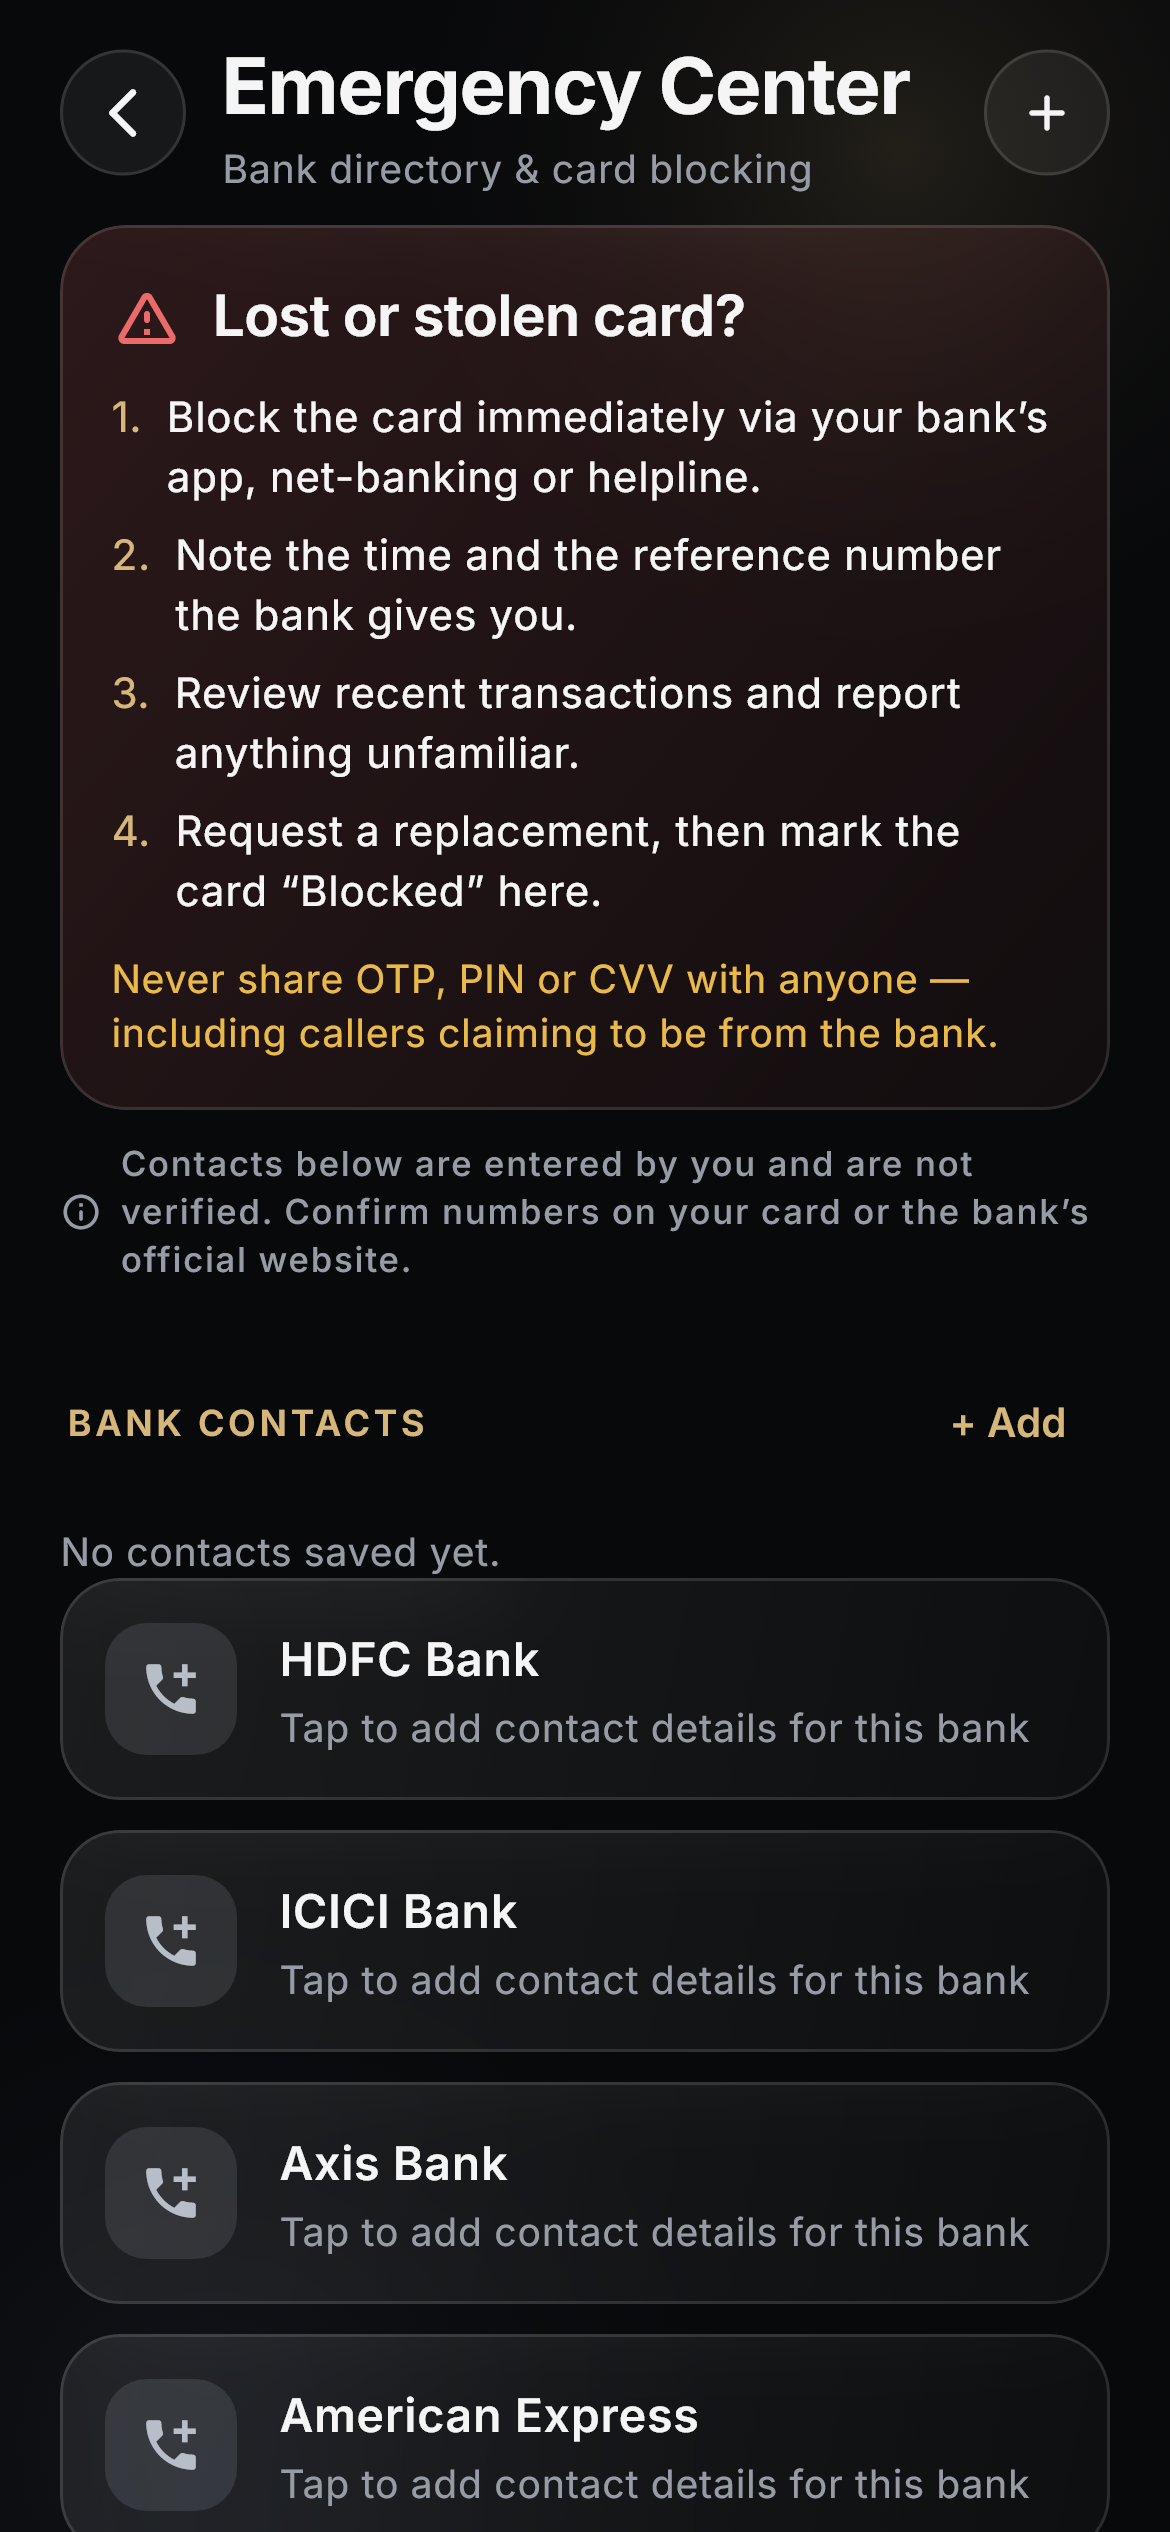 Emergency Center
Bank directory & card blocking
Lost or stolen card?
1. Block the card immediately via your bank’s
app, net-banking or helpline.
2. Note the time and the reference number
the bank gives you.
3. Review recent transactions and report
anything unfamiliar.
4. Request a replacement, then mark the
card “Blocked” here.
Never share OTP, PIN or CVV with anyone —
including callers claiming to be from the bank.
Contacts below are entered by you and are not
verified. Confirm numbers on your card or the bank’s
official website.
BANK CONTACTS
+ Add
No contacts saved yet.
HDFC Bank
Tap to add contact details for this bank
ICICI Bank
Tap to add contact details for this bank
Axis Bank
Tap to add contact details for this bank
American Express
Tap to add contact details for this bank